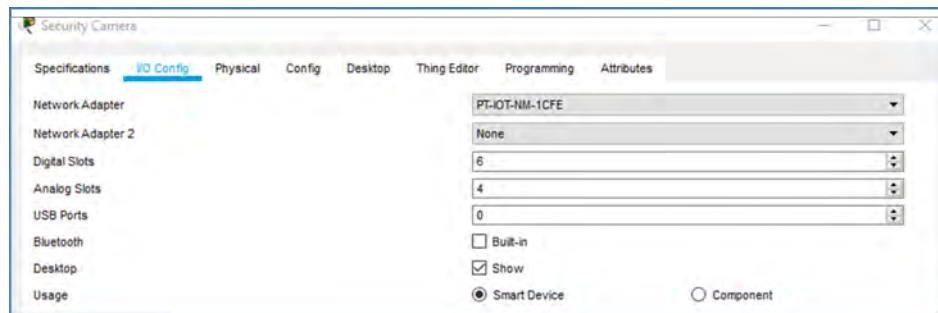 Security Camera
Specifications I/O Config Physical Config Desktop Thing Editor Programming Attributes
Network Adapter PT-IOT-NM-1CFE
Network Adapter 2 None
Digital Slots 6
Analog Slots 4
USB Ports 0
Bluetooth Built-in
Desktop Show
Usage Smart Device Component